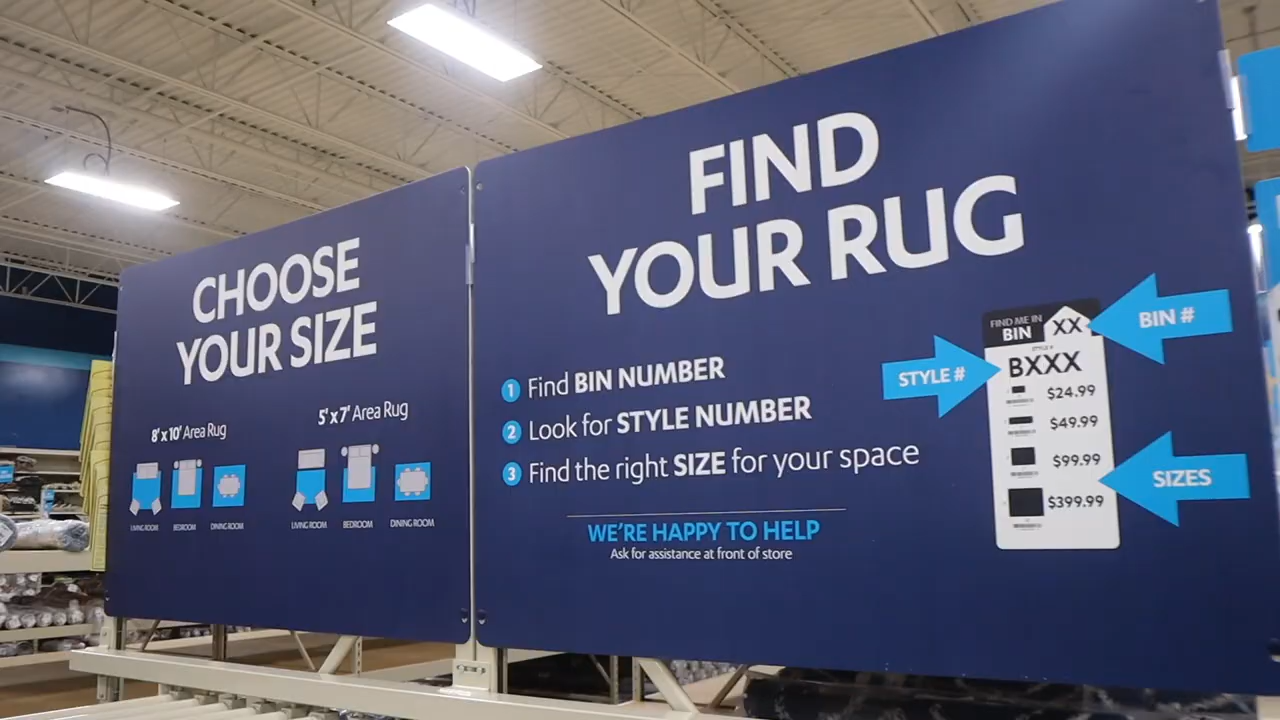 CHOOSE
YOUR SIZE
8' x 10' Area Rug
LIVING ROOM
BEDROOM
DINING ROOM
5' x 7' Area Rug
LIVING ROOM
BEDROOM
DINING ROOM
FIND
YOUR RUG
1 Find BIN NUMBER
2 Look for STYLE NUMBER
3 Find the right SIZE for your space
WE'RE HAPPY TO HELP
Ask for assistance at front of store
FIND ME IN
BIN XX
STYLE #
BXXX
$24.99
$49.99
$99.99
$399.99
BIN #
STYLE #
SIZES